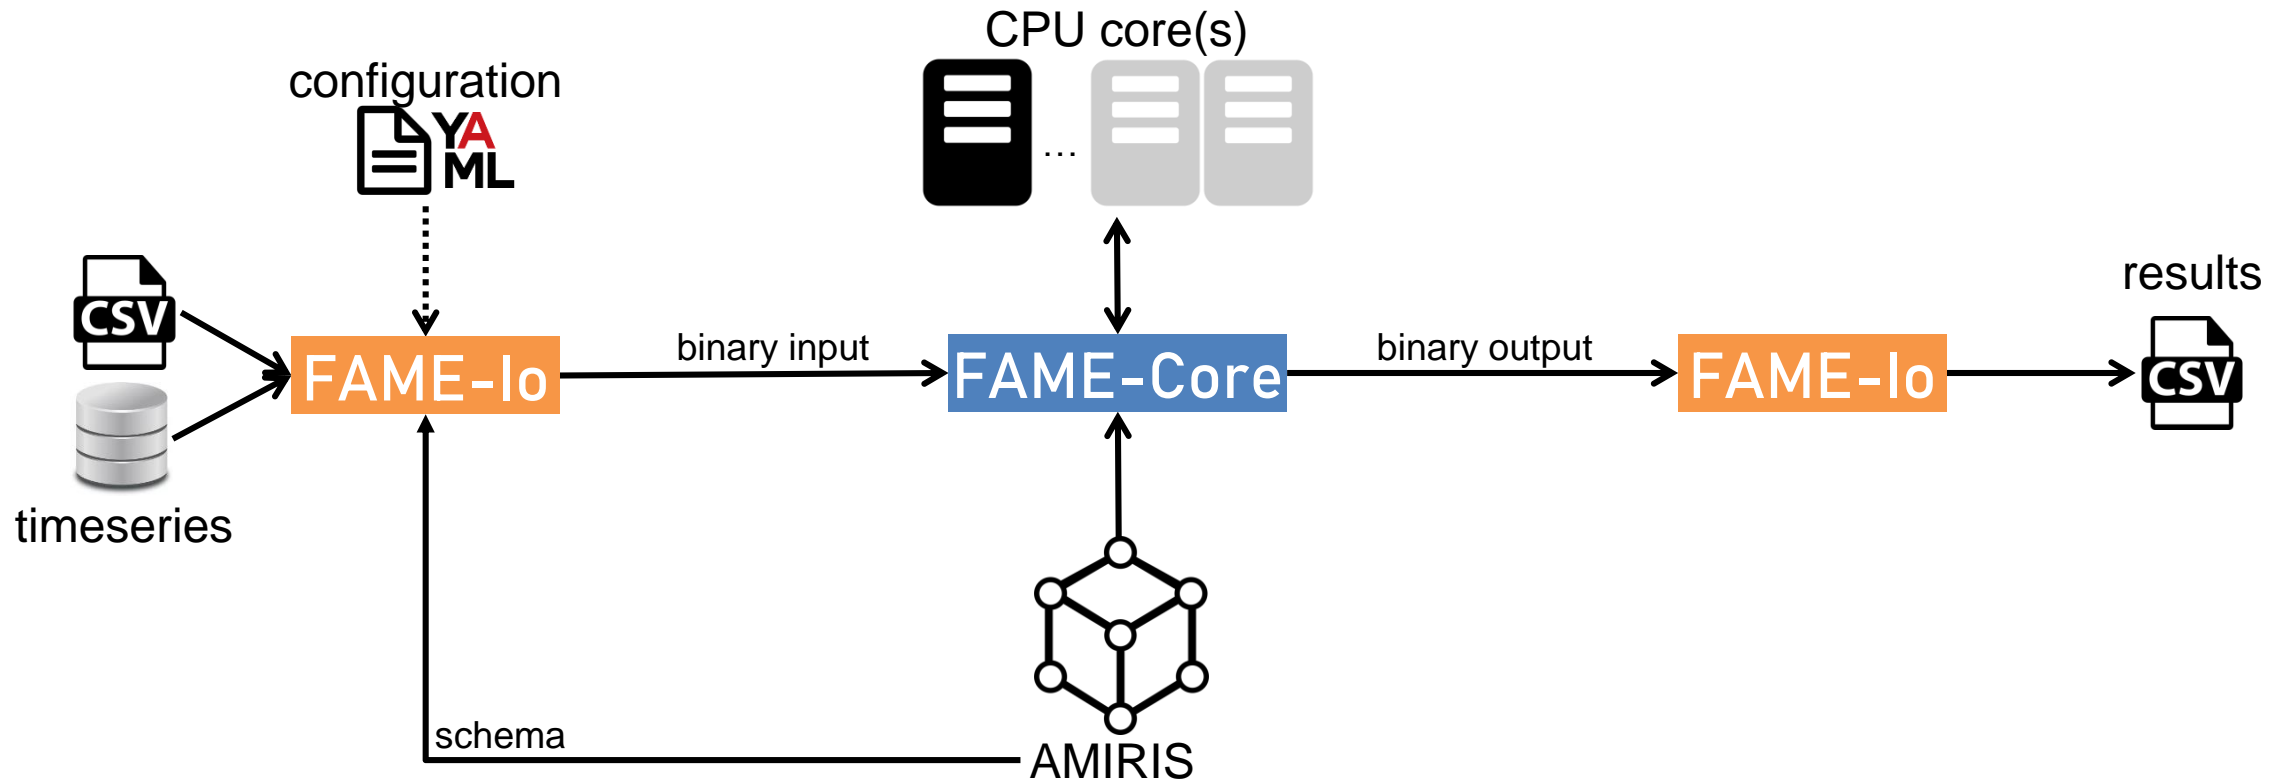 CPU core(s)
configuration
YA
ML
...
CSV
timeseries
FAME-Io
binary input
FAME-Core
binary output
FAME-Io
results
CSV
schema
AMIRIS